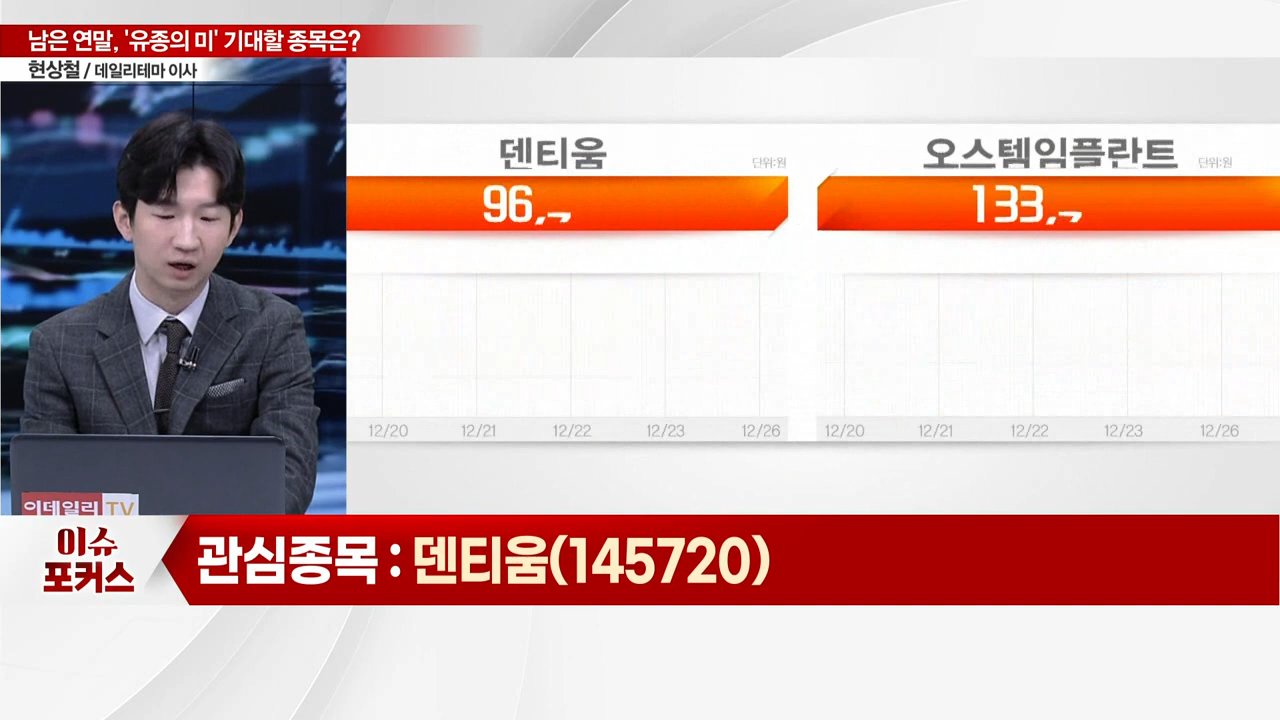 남은 연말, '유종의 미' 기대할 종목은?
현상철 / 데일리테마 이사
덴티움
단위:원
96,
오스템임플란트
단위:원
133,
12/20 12/21 12/22 12/23 12/26
12/20 12/21 12/22 12/23 12/26
이데일리 TV
이슈
포커스
관심종목 : 덴티움(145720)